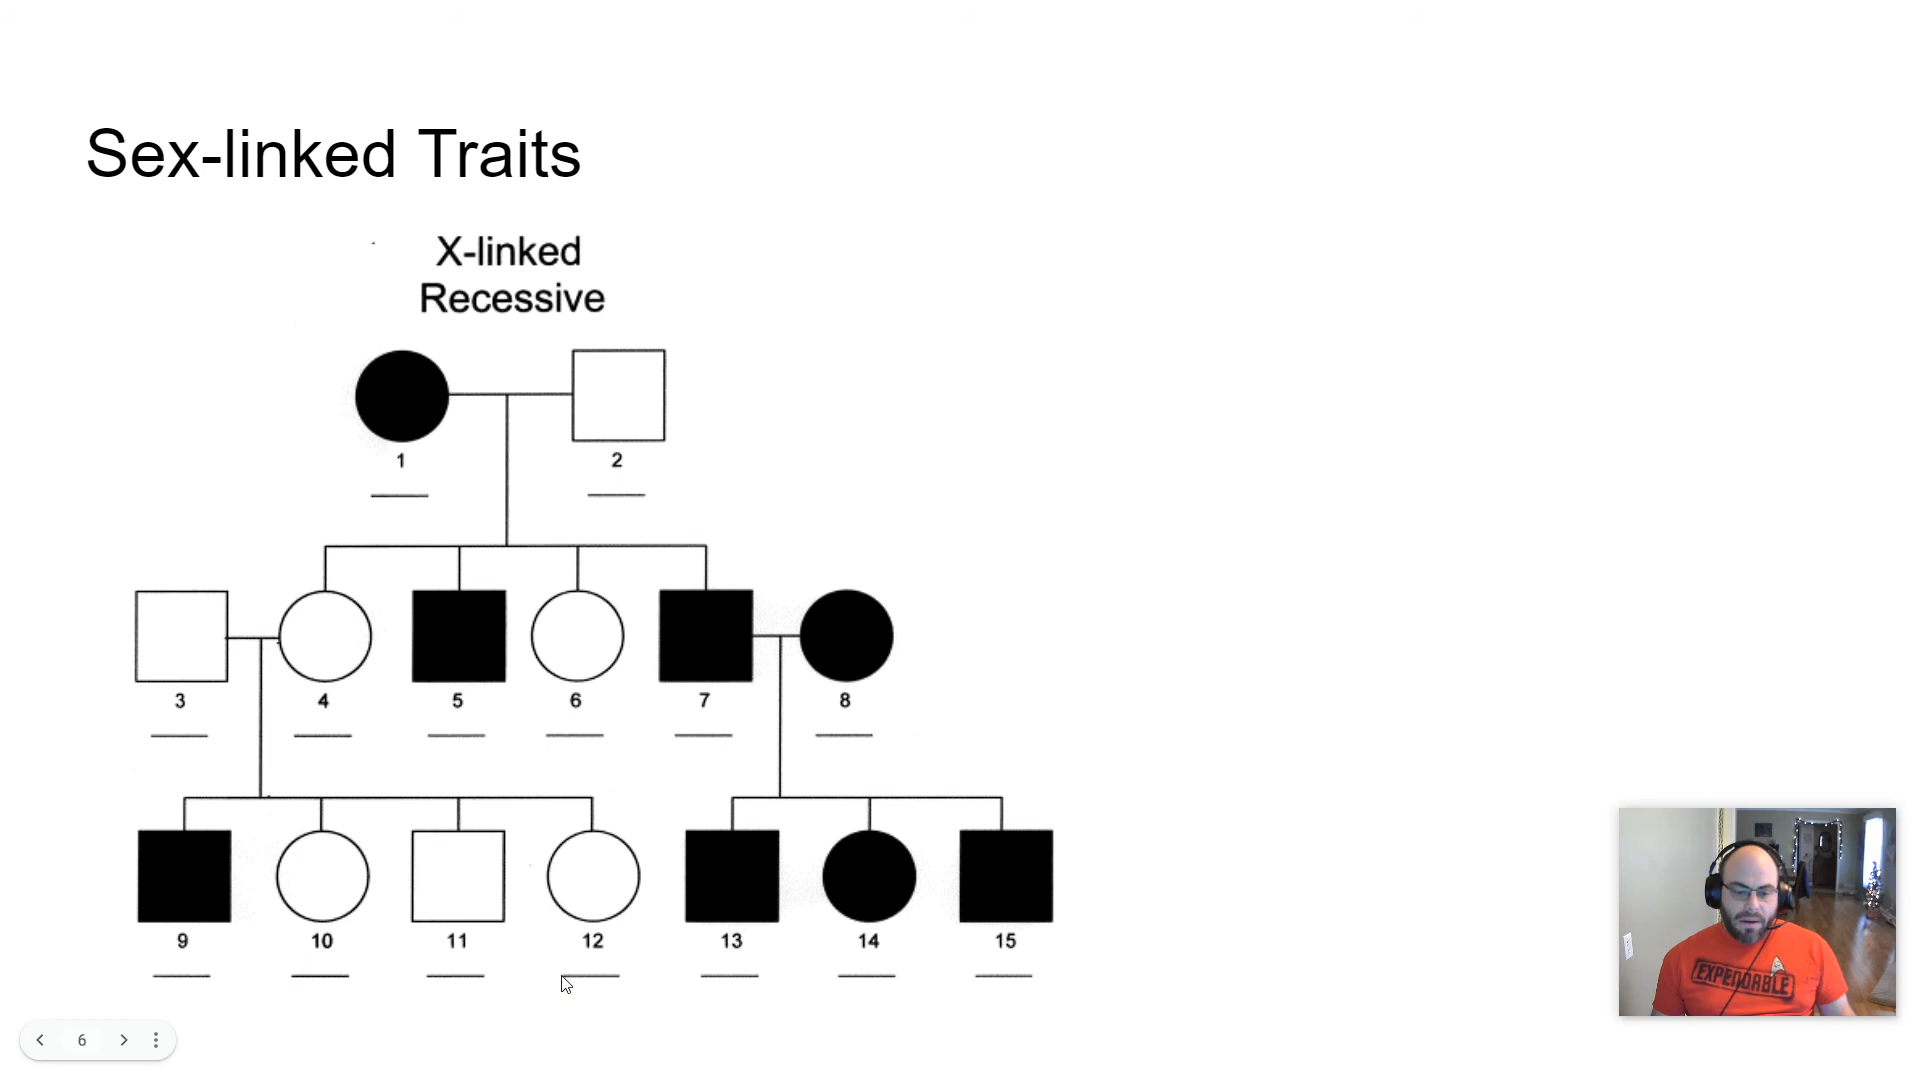 Sex-linked Traits
X-linked
Recessive
1 2
3 4 5 6 7 8
9 10 11 12 13 14 15
EXPENDABLE
6